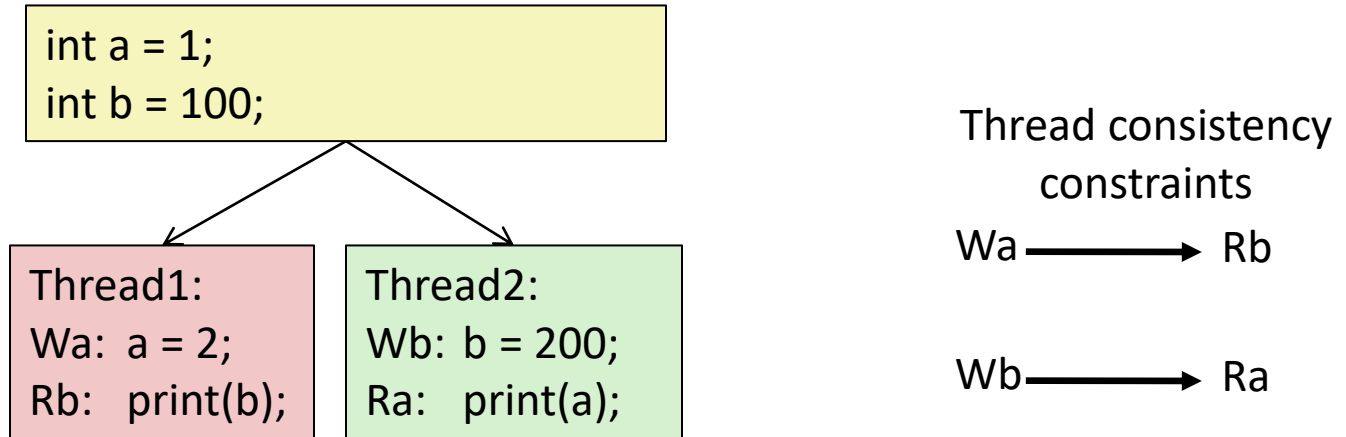 int a = 1;
int b = 100;
Thread consistency
constraints
Wa Rb
Wb Ra
Thread1:
Wa: a = 2;
Rb: print(b);
Thread2:
Wb: b = 200;
Ra: print(a);